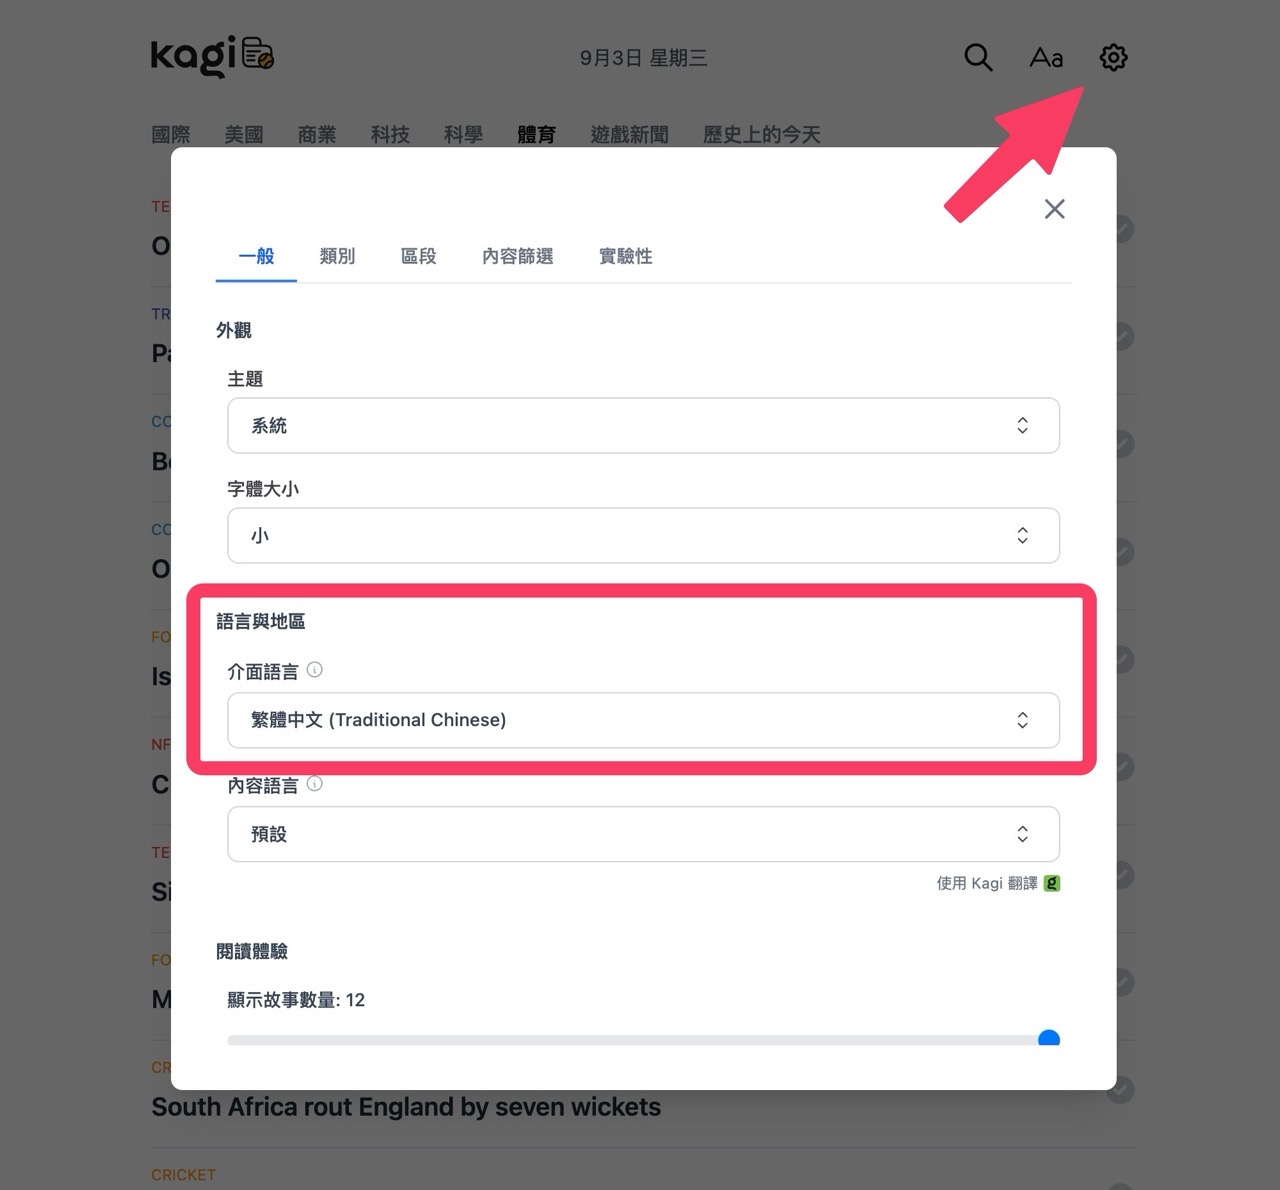 kagi
9月3日 星期三
Aa
國際 美國 商業 科技 科學 體育 遊戲新聞 歷史上的今天
一般 類別 區段 內容篩選 實驗性
外觀
主題
系統
字體大小
小
語言與地區
介面語言
繁體中文 (Traditional Chinese)
內容語言
預設
使用 Kagi 翻譯 g
閱讀體驗
顯示故事數量: 12
South Africa rout England by seven wickets
CRICKET